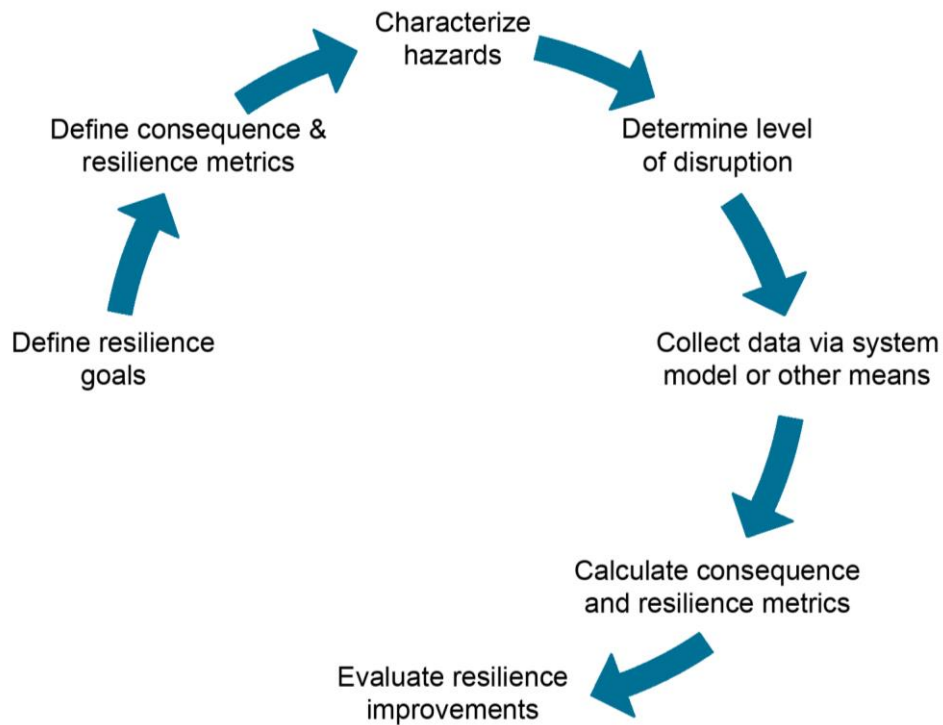 Characterize
hazards
Define consequence &
resilience metrics
Determine level
of disruption
Define resilience
goals
Collect data via system
model or other means
Calculate consequence
and resilience metrics
Evaluate resilience
improvements